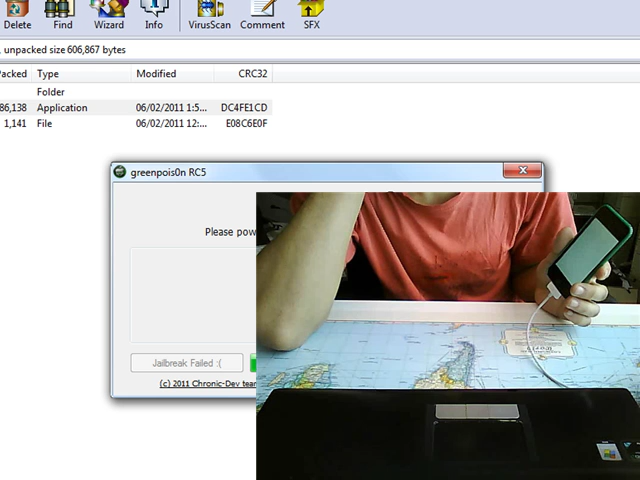 Delete Find Wizard Info VirusScan Comment SFX
, unpacked size 606,867 bytes
Packed Type Modified CRC32
Folder
86,138 Application 06/02/2011 1:5... DC4FE1CD
1,141 File 06/02/2011 12:... E08C6E0F
greenpois0n RC5
Please pow
Jailbreak Failed :(
(c) 2011 Chronic-Dev team